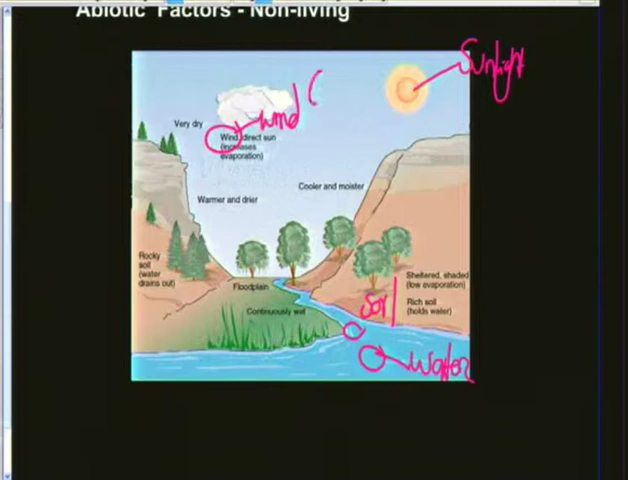 Abiotic Factors - Non-living
Sunlight
wind (
Very dry
Wind, direct sun
(increases
evaporation)
Cooler and moister
Warmer and drier
Rocky
soil
(water
drains out)
Floodplain
Sheltered, shaded
(low evaporation)
Continuously wet
Soil
Rich soil
(holds water)
Water